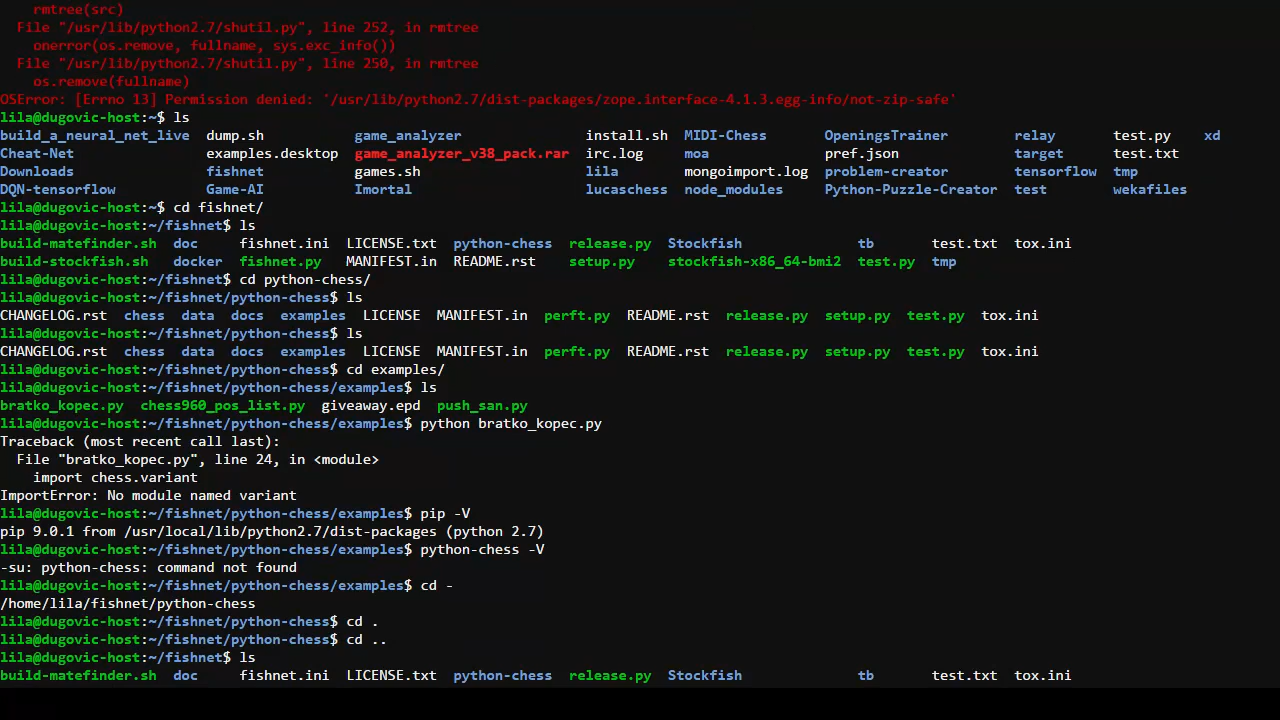 rmtree(src)
File "/usr/lib/python2.7/shutil.py", line 252, in rmtree
onerror(os.remove, fullname, sys.exc_info())
File "/usr/lib/python2.7/shutil.py", line 250, in rmtree
os.remove(fullname)
OSError: [Errno 13] Permission denied: '/usr/lib/python2.7/dist-packages/zope.interface-4.1.3.egg-info/not-zip-safe'
lila@dugovic-host:~$ ls
build_a_neural_net_live dump.sh game_analyzer install.sh MIDI-Chess OpeningsTrainer relay test.py xd
Cheat-Net examples.desktop game_analyzer_v38_pack.rar irc.log moa pref.json target test.txt
Downloads fishnet games.sh lila mongoimport.log problem-creator tensorflow tmp
DQN-tensorflow Game-AI Imortal lucaschess node_modules Python-Puzzle-Creator test wekafiles
lila@dugovic-host:~$ cd fishnet/
lila@dugovic-host:~/fishnet$ ls
build-matefinder.sh doc fishnet.ini LICENSE.txt python-chess release.py Stockfish tb test.txt tox.ini
build-stockfish.sh docker fishnet.py MANIFEST.in README.rst setup.py stockfish-x86_64-bmi2 test.py tmp
lila@dugovic-host:~/fishnet$ cd python-chess/
lila@dugovic-host:~/fishnet/python-chess$ ls
CHANGELOG.rst chess data docs examples LICENSE MANIFEST.in perft.py README.rst release.py setup.py test.py tox.ini
lila@dugovic-host:~/fishnet/python-chess$ ls
CHANGELOG.rst chess data docs examples LICENSE MANIFEST.in perft.py README.rst release.py setup.py test.py tox.ini
lila@dugovic-host:~/fishnet/python-chess$ cd examples/
lila@dugovic-host:~/fishnet/python-chess/examples$ ls
bratko_kopec.py chess960_pos_list.py giveaway.epd push_san.py
lila@dugovic-host:~/fishnet/python-chess/examples$ python bratko_kopec.py
Traceback (most recent call last):
File "bratko_kopec.py", line 24, in <module>
import chess.variant
ImportError: No module named variant
lila@dugovic-host:~/fishnet/python-chess/examples$ pip -V
pip 9.0.1 from /usr/local/lib/python2.7/dist-packages (python 2.7)
lila@dugovic-host:~/fishnet/python-chess/examples$ python-chess -V
-su: python-chess: command not found
lila@dugovic-host:~/fishnet/python-chess/examples$ cd -
/home/lila/fishnet/python-chess
lila@dugovic-host:~/fishnet/python-chess$ cd .
lila@dugovic-host:~/fishnet/python-chess$ cd ..
lila@dugovic-host:~/fishnet$ ls
build-matefinder.sh doc fishnet.ini LICENSE.txt python-chess release.py Stockfish tb test.txt tox.ini